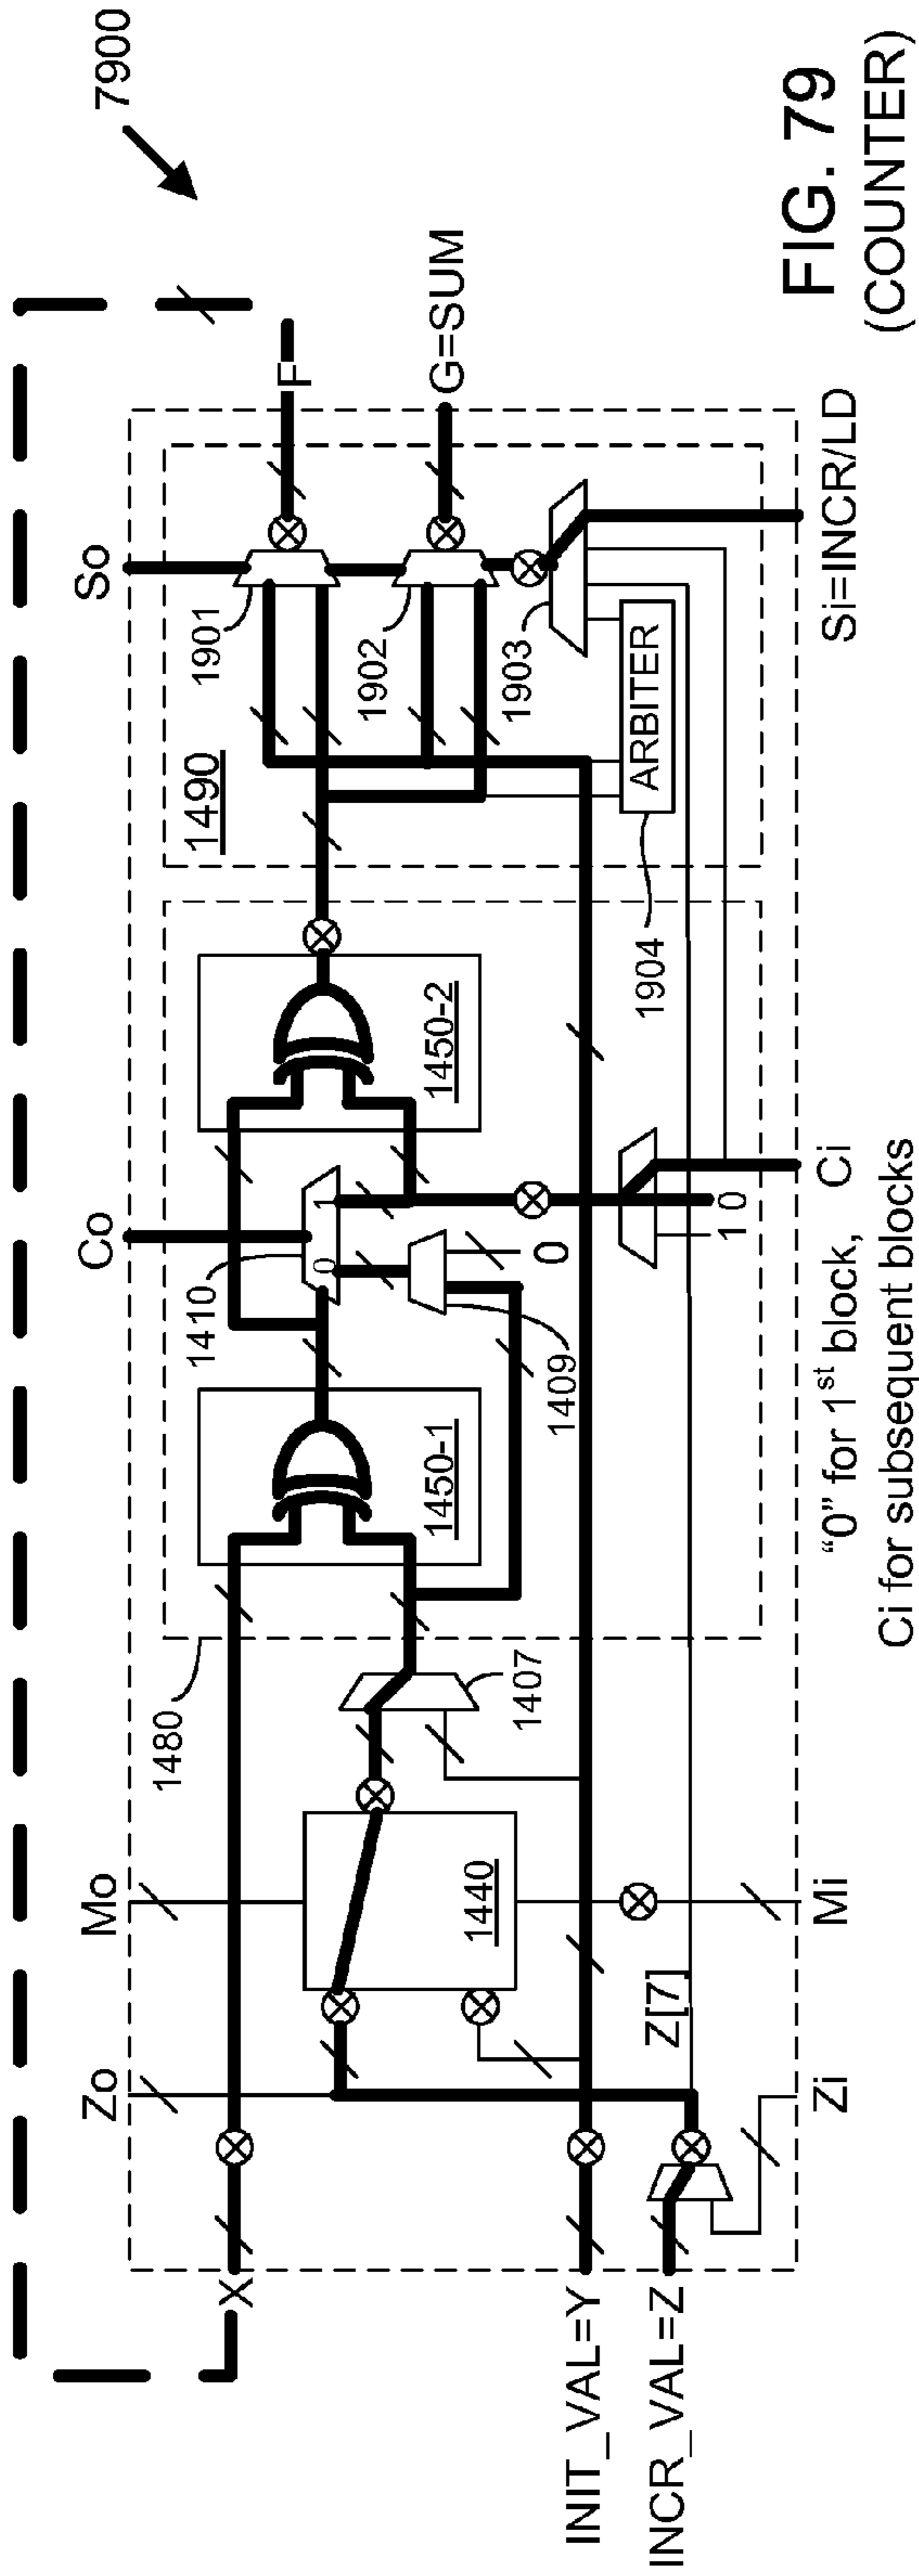 7900
So
Co
Mo
Zo
F
G=SUM
1901
1902
1903
1490
ARBITER
1904
1450-2
1410
0
1
1409
0
1450-1
1480
1407
1440
Z[7]
X
INIT_VAL=Y
INCR_VAL=Z
1 0
Zi
Mi
Ci
Si=INCR/LD
“0” for 1st block,
Ci for subsequent blocks
FIG. 79
(COUNTER)